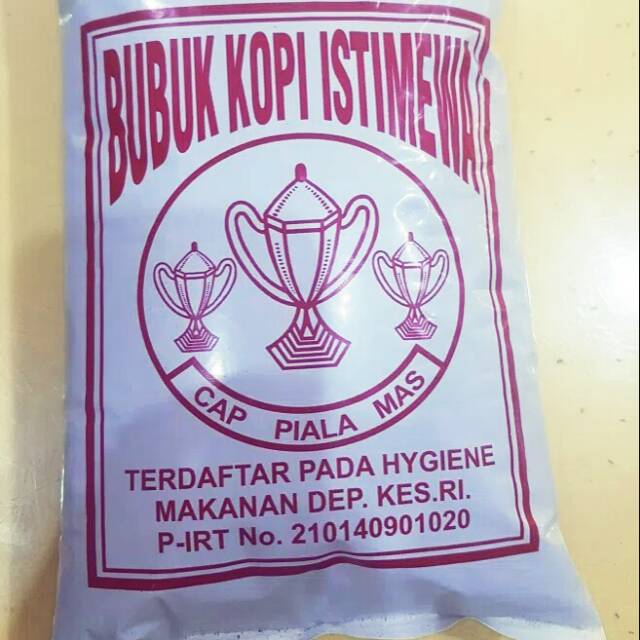 BUBUK KOPI ISTIMEWA
CAP PIALA MAS
TERDAFTAR PADA HYGIENE
MAKANAN DEP. KES.RI.
P-IRT No. 210140901020